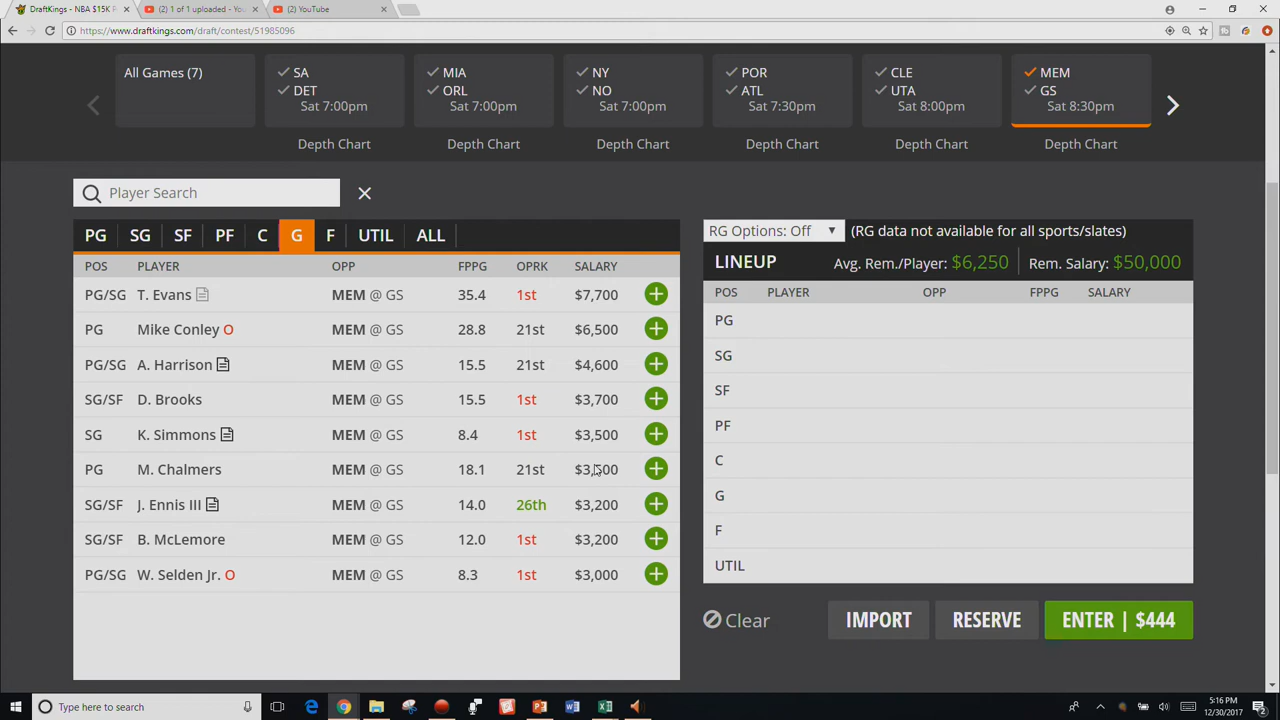 DraftKings - NBA $15K F
(2) 1 of 1 uploaded - YouTu
(2) YouTube
https://www.draftkings.com/draft/contest/51985096
All Games (7)
SA
DET
Sat 7:00pm
MIA
ORL
Sat 7:00pm
NY
NO
Sat 7:00pm
POR
ATL
Sat 7:30pm
CLE
UTA
Sat 8:00pm
MEM
GS
Sat 8:30pm
Depth Chart Depth Chart Depth Chart Depth Chart Depth Chart Depth Chart
Player Search
PG SG SF PF C G F UTIL ALL
POS PLAYER OPP FPPG OPRK SALARY
PG/SG T. Evans MEM @ GS 35.4 1st $7,700
PG Mike Conley O MEM @ GS 28.8 21st $6,500
PG/SG A. Harrison MEM @ GS 15.5 21st $4,600
SG/SF D. Brooks MEM @ GS 15.5 1st $3,700
SG K. Simmons MEM @ GS 8.4 1st $3,500
PG M. Chalmers MEM @ GS 18.1 21st
SG/SF J. Ennis III MEM @ GS 14.0 26th $3,200
SG/SF B. McLemore MEM @ GS 12.0 1st $3,200
PG/SG W. Selden Jr. O MEM @ GS 8.3 1st $3,000
RG Options: Off (RG data not available for all sports/slates)
LINEUP Avg. Rem./Player: $6,250 Rem. Salary: $50,000
POS PLAYER OPP FPPG SALARY
PG
SG
SF
PF
C
G
F
UTIL
Clear IMPORT RESERVE ENTER | $444
Type here to search
5:16 PM
12/30/2017
2